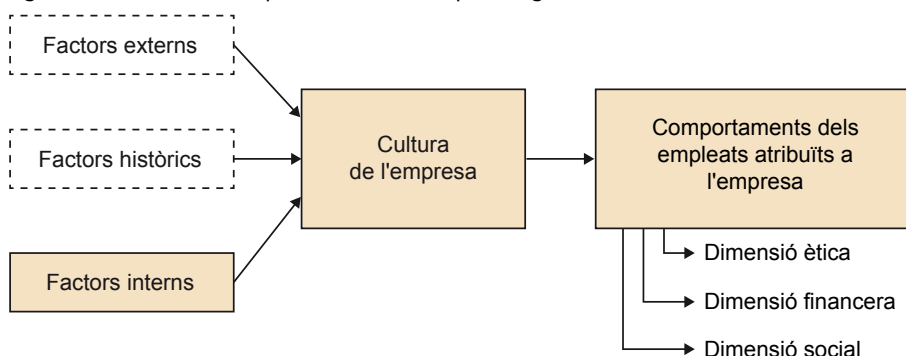 Factors externs
Factors històrics
Factors interns
Cultura
de l'empresa
Comportaments dels
empleats atribuïts a
l'empresa
Dimensió ètica
Dimensió financera
Dimensió social